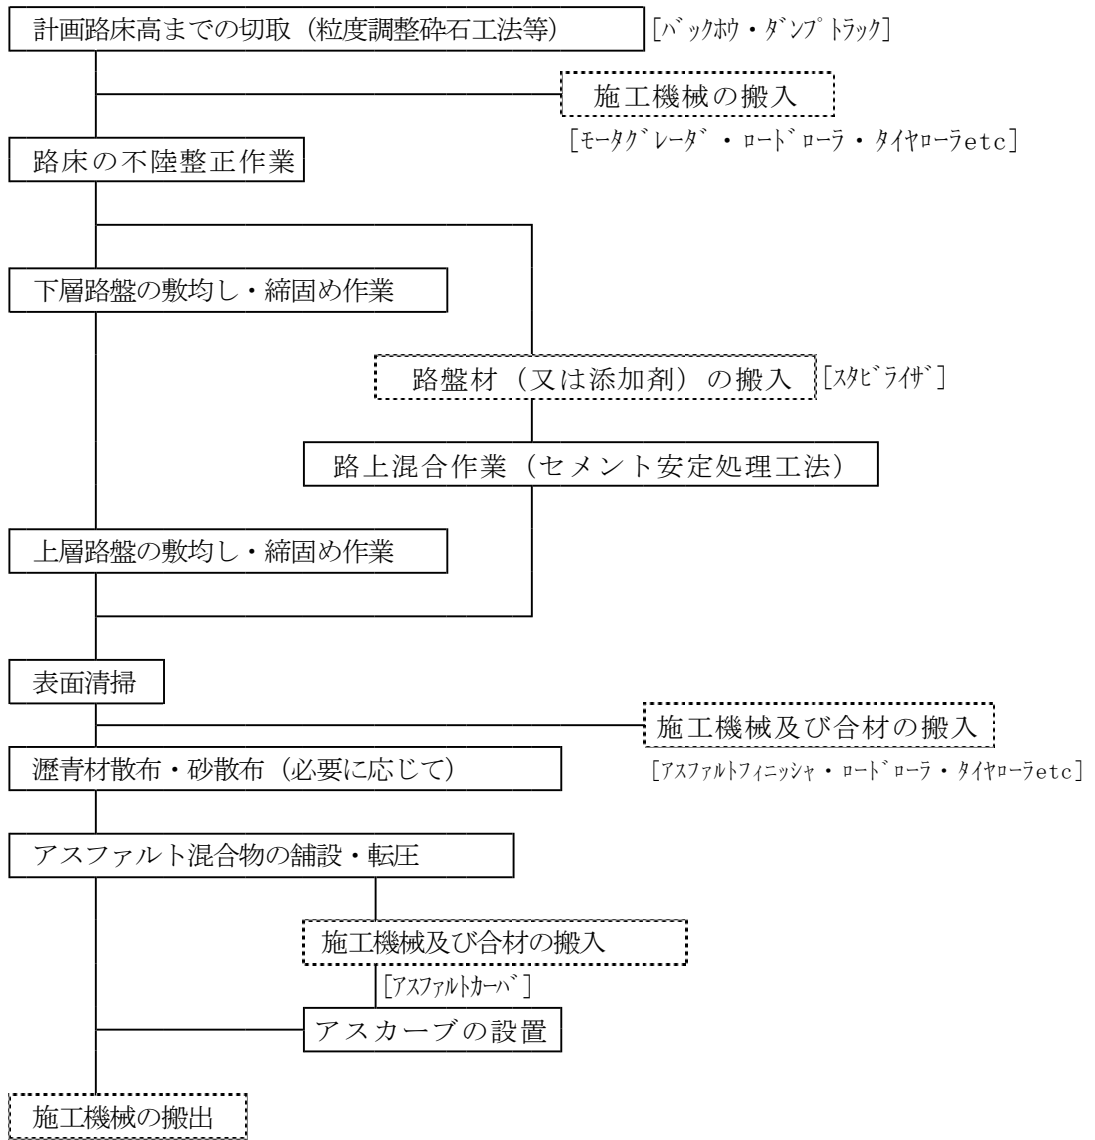 計画路床高までの切取（粒度調整砕石工法等）
[ﾊﾞｯｸﾎｳ・ﾀﾞﾝﾌﾟﾄﾗｯｸ]
施工機械の搬入
[ﾓｰﾀｸﾞﾚｰﾀﾞ・ﾛｰﾄﾞﾛｰﾗ・ﾀｲﾔﾛｰﾗetc]
路床の不陸整正作業
下層路盤の敷均し・締固め作業
路盤材（又は添加剤）の搬入
[ｽﾀﾋﾞﾗｲｻﾞ]
路上混合作業（セメント安定処理工法）
上層路盤の敷均し・締固め作業
表面清掃
施工機械及び合材の搬入
瀝青材散布・砂散布（必要に応じて）
[ｱｽﾌｧﾙﾄﾌｨﾆｯｼｬ・ﾛｰﾄﾞﾛｰﾗ・ﾀｲﾔﾛｰﾗetc]
アスファルト混合物の舗設・転圧
施工機械及び合材の搬入
[ｱｽﾌｧﾙﾄｶｰﾊﾞ]
アスカーブの設置
施工機械の搬出